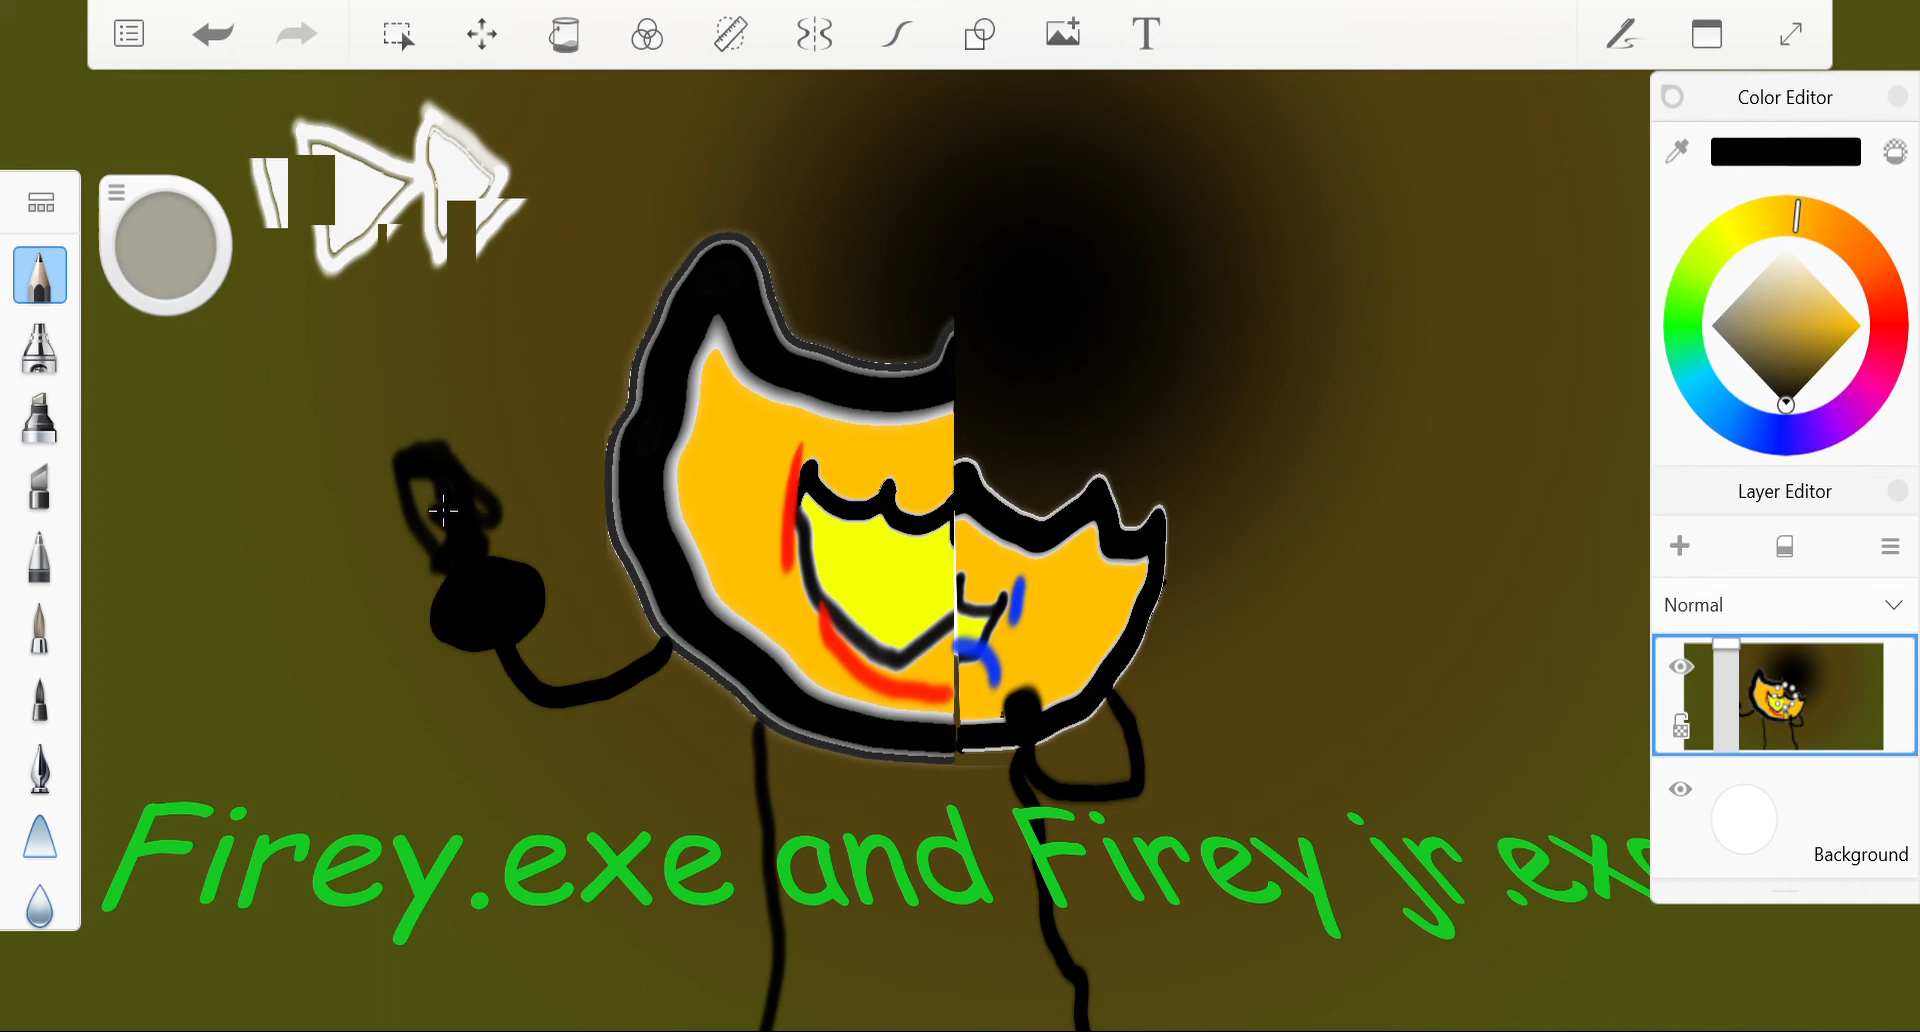 T
Color Editor
Layer Editor
Normal
Background
Firey.exe and Firey jr.exe